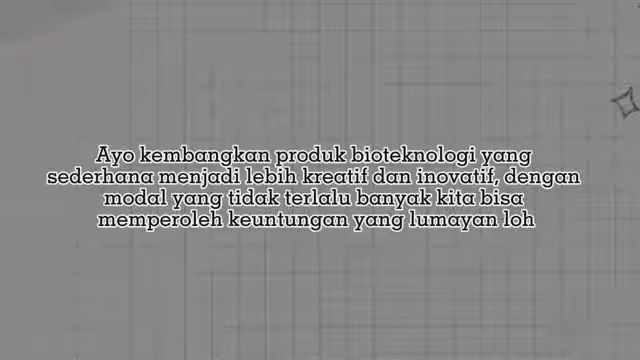 Ayo kembangkan produk bioteknologi yang
sederhana menjadi lebih kreatif dan inovatif, dengan
modal yang tidak terlalu banyak kita bisa
memperoleh keuntungan yang lumayan loh